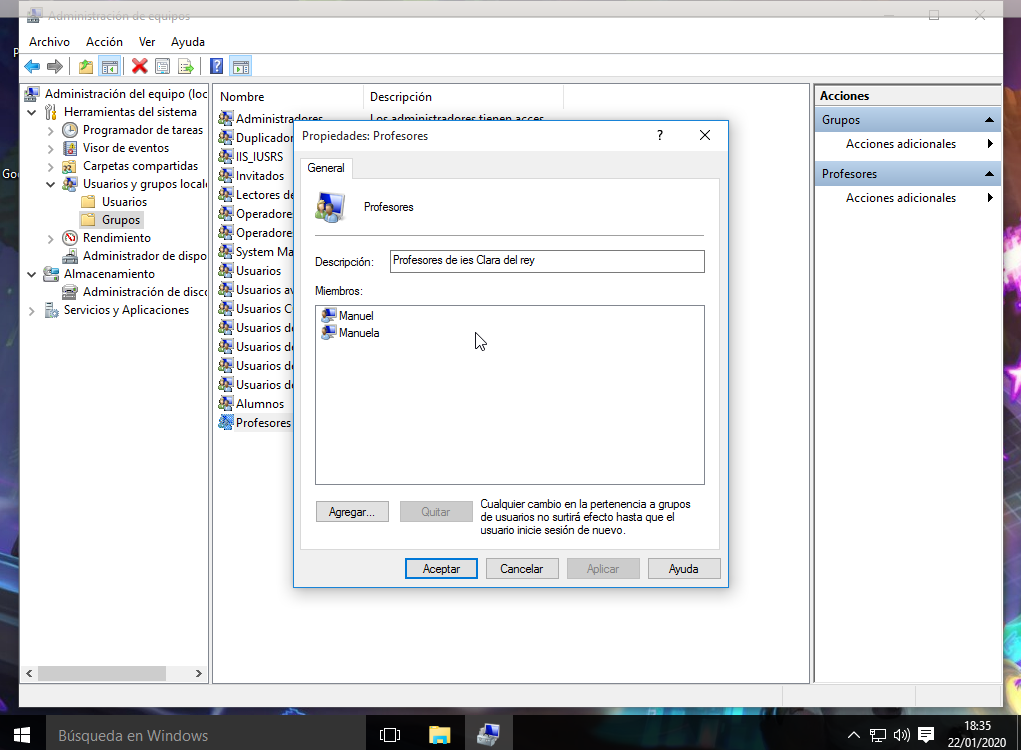 Administración de equipos
Archivo Acción Ver Ayuda
Administración del equipo (loc
Herramientas del sistema
Programador de tareas
Visor de eventos
Carpetas compartidas
Usuarios y grupos locale
Usuarios
Grupos
Rendimiento
Administrador de dispo
Almacenamiento
Administración de disco
Servicios y Aplicaciones
Nombre Descripción
Administradores Los administradores tienen acces
Duplicador
IIS_IUSRS
Invitados
Lectores de
Operadore
Operadore
System Ma
Usuarios
Usuarios av
Usuarios C
Usuarios de
Usuarios de
Usuarios de
Usuarios de
Alumnos
Profesores
Propiedades: Profesores
General
Profesores
Descripción: Profesores de ies Clara del rey
Miembros:
Manuel
Manuela
Agregar... Quitar
Cualquier cambio en la pertenencia a grupos
de usuarios no surtirá efecto hasta que el
usuario inicie sesión de nuevo.
Aceptar Cancelar Aplicar Ayuda
Acciones
Grupos
Acciones adicionales
Profesores
Acciones adicionales
Búsqueda en Windows
18:35
22/01/2020